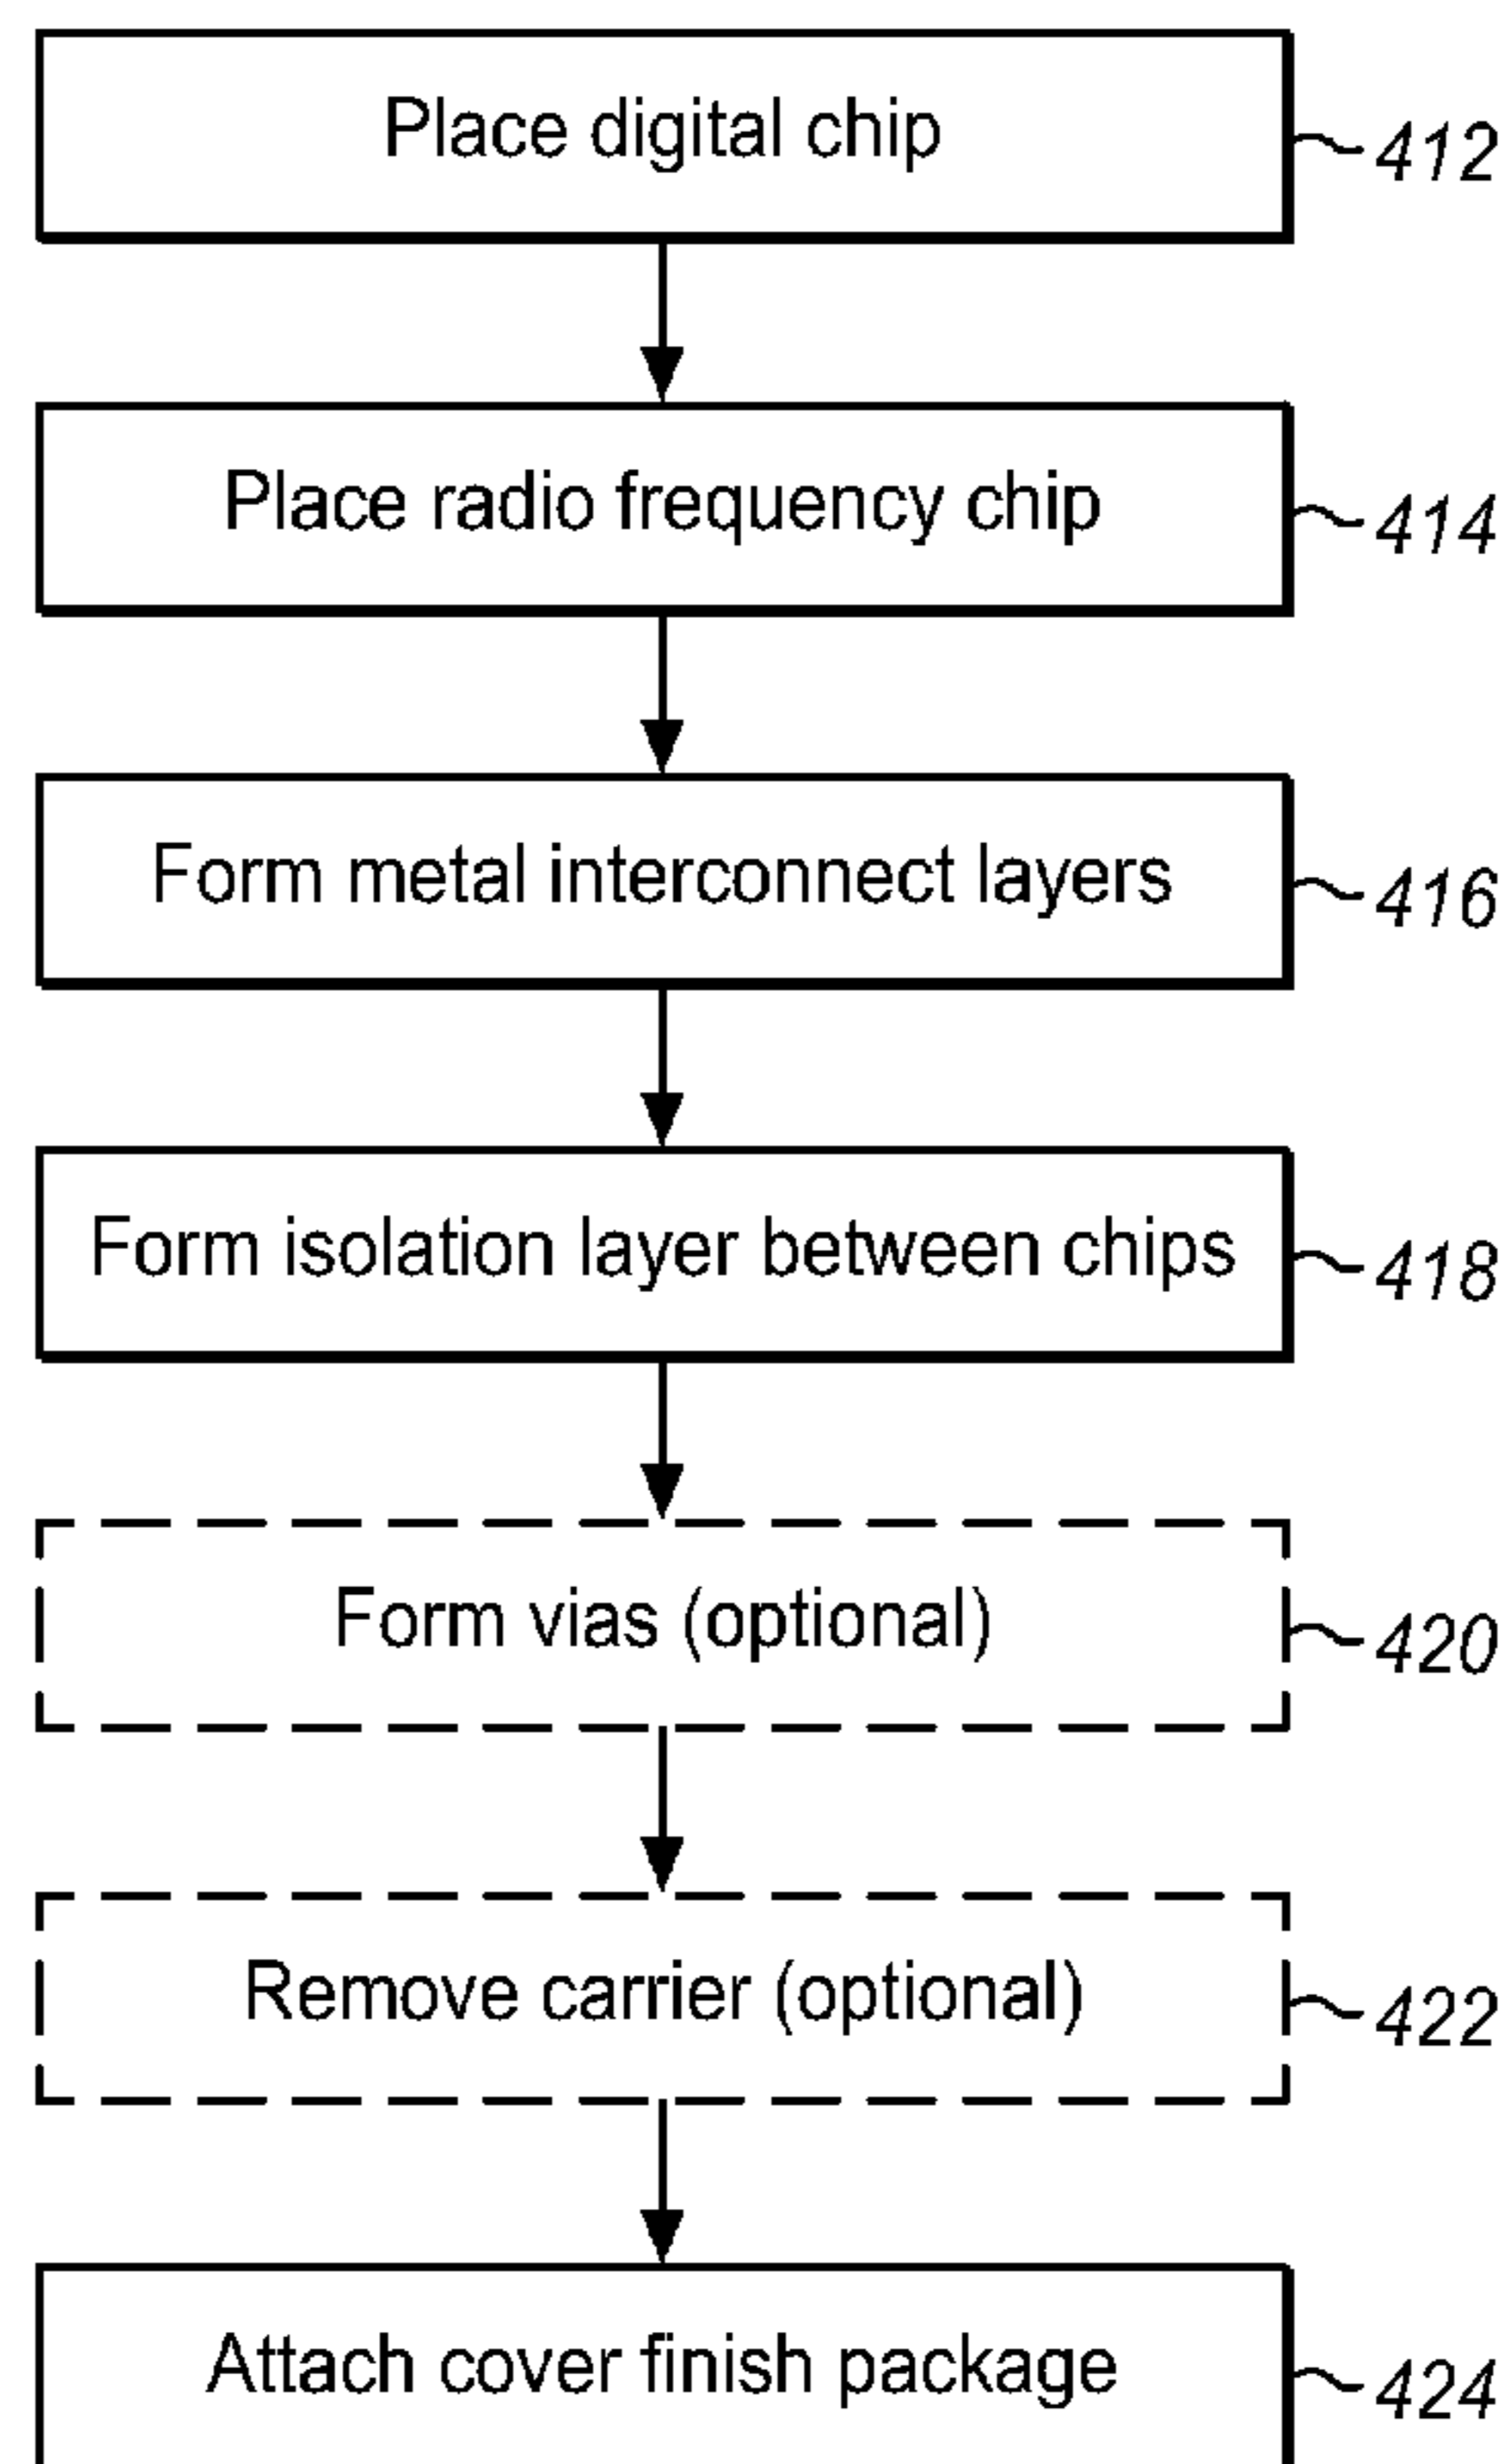 Place digital chip
412
Place radio frequency chip
414
Form metal interconnect layers
416
Form isolation layer between chips
418
Form vias (optional)
420
Remove carrier (optional)
422
Attach cover finish package
424